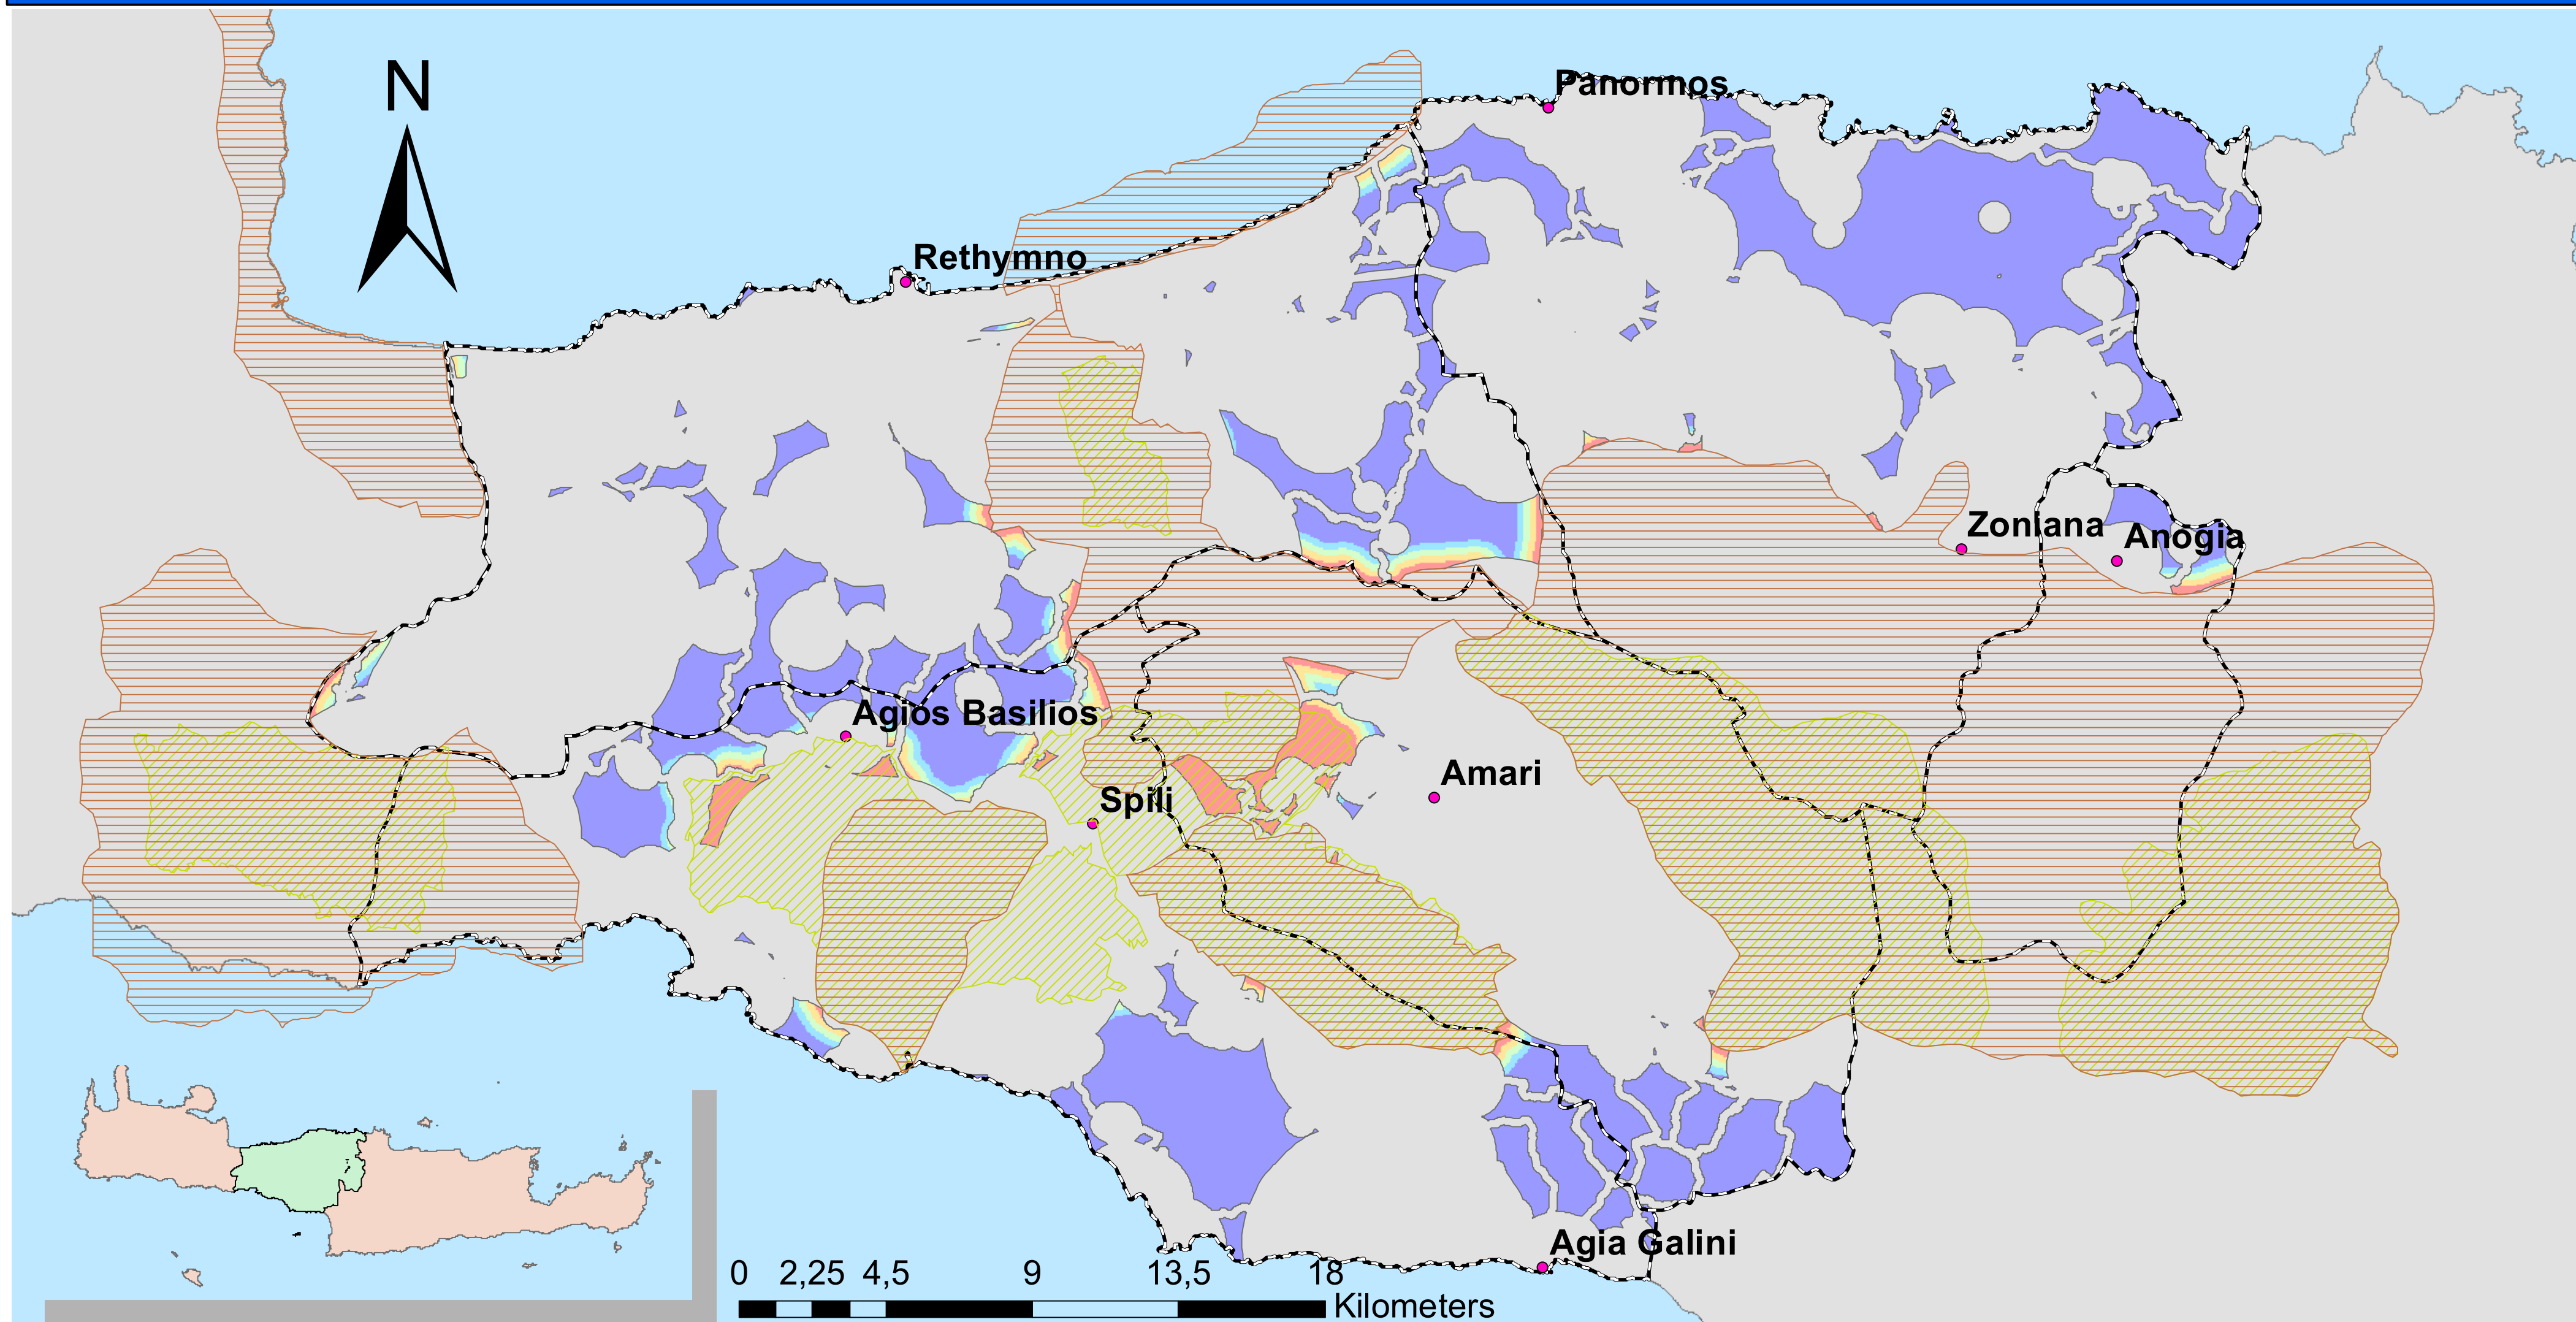 N
Panormos
Rethymno
Zoniana
Anogia
Agios Basilios
Amari
Spili
Agia Galini
0 2,25 4,5 9 13,5 18
Kilometers